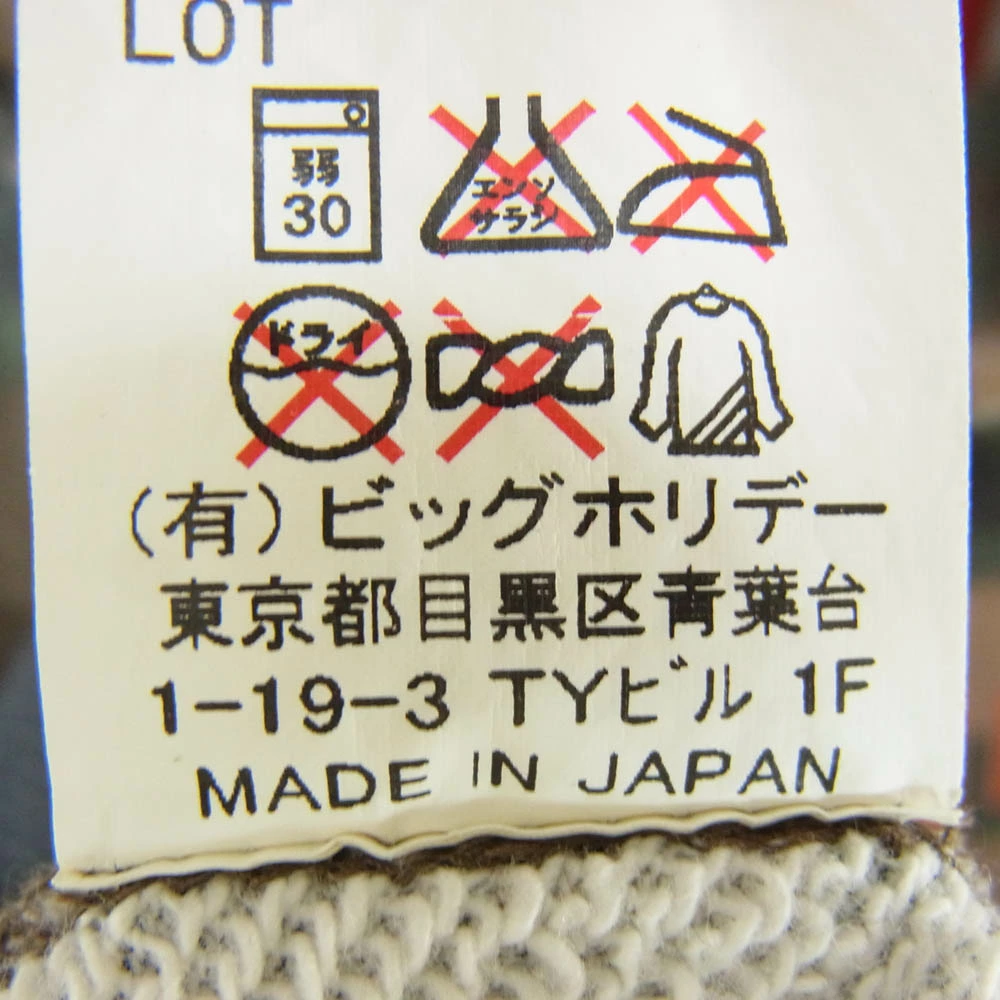 LOT
弱
30
エンソ
サラシ
ドライ
(有)ビッグホリデー
東京都目黒区青葉台
1-19-3 TYビル 1F
MADE IN JAPAN